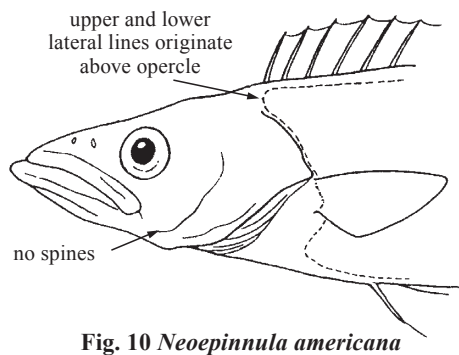 upper and lower
lateral lines originate
above opercle
no spines
Fig. 10 Neoepinnula americana